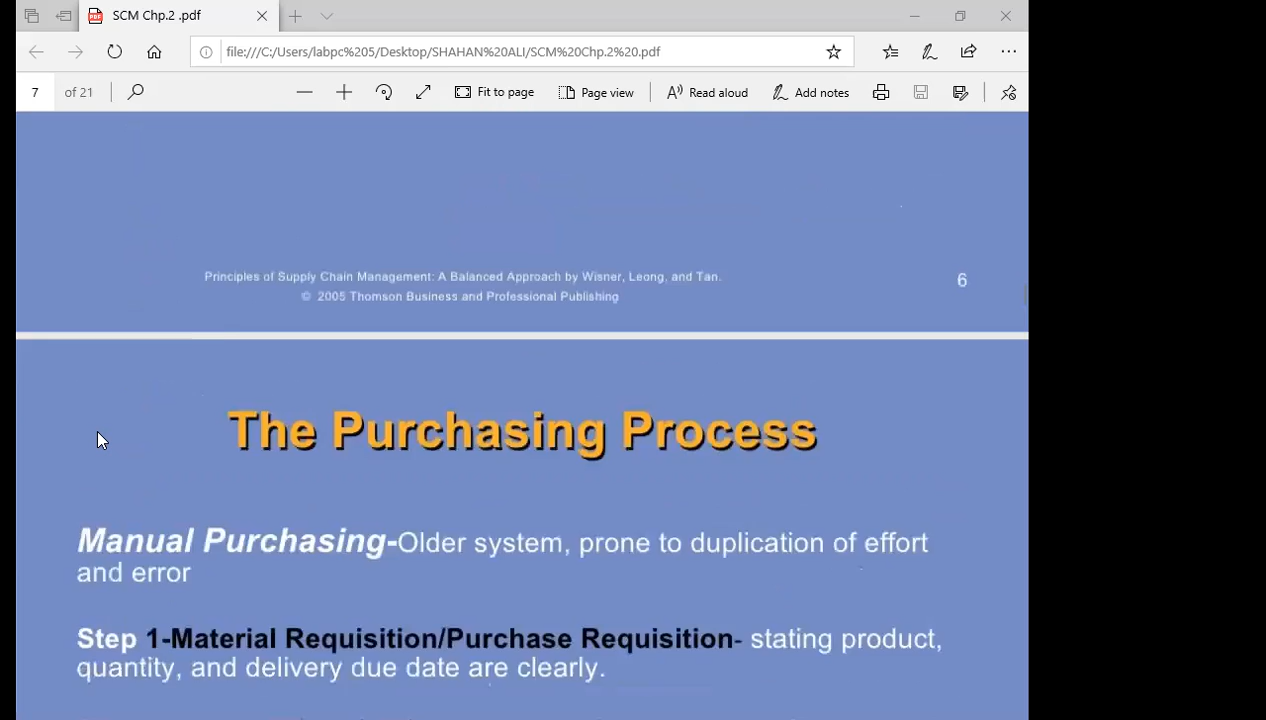 SCM Chp.2 .pdf
file:///C:/Users/labpc%205/Desktop/SHAHAN%20ALI/SCM%20Chp.2%20.pdf
7 of 21 Fit to page Page view Read aloud Add notes
Principles of Supply Chain Management: A Balanced Approach by Wisner, Leong, and Tan.
© 2005 Thomson Business and Professional Publishing
6
The Purchasing Process
Manual Purchasing-Older system, prone to duplication of effort
and error
Step 1-Material Requisition/Purchase Requisition- stating product,
quantity, and delivery due date are clearly.